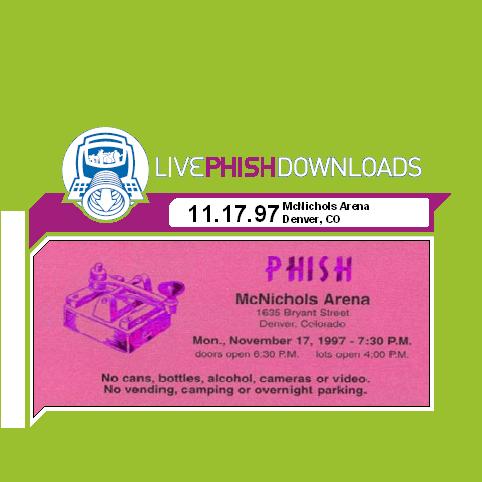 LIVEPHISHDOWNLOADS
11.17.97 McNichols Arena
Denver, CO
PHISH
McNichols Arena
1635 Bryant Street
Denver, Colorado
Mon., November 17, 1997 - 7:30 P.M.
doors open 6:30 P.M. lots open 4:00 P.M.
No cans, bottles, alcohol, cameras or video.
No vending, camping or overnight parking.